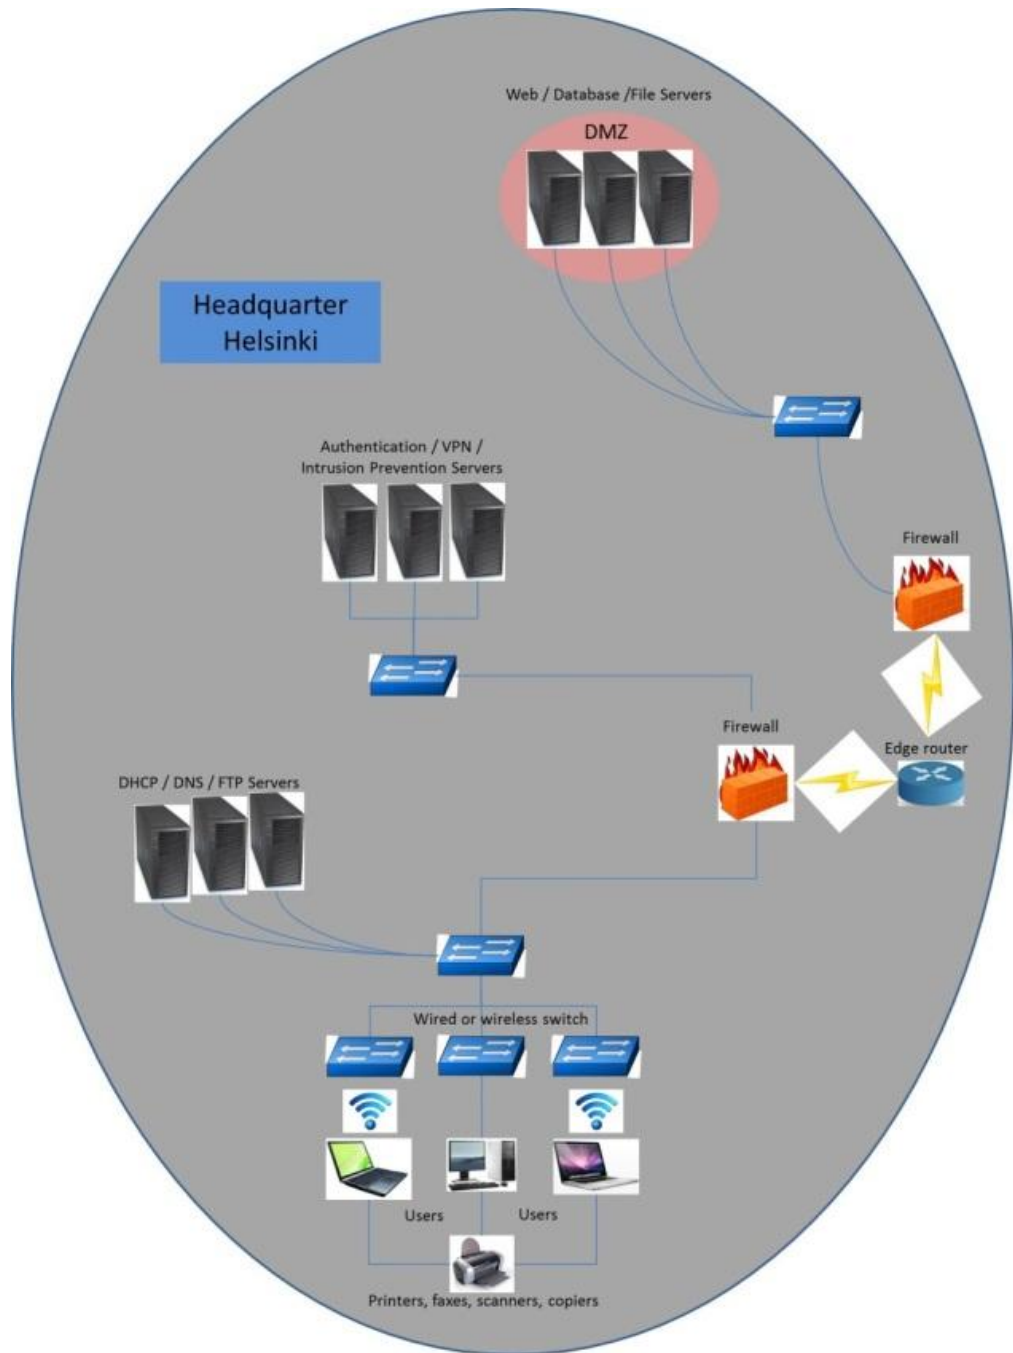 Web / Database /File Servers
DMZ
Headquarter
Helsinki
Authentication / VPN /
Intrusion Prevention Servers
Firewall
Firewall
Edge router
DHCP / DNS / FTP Servers
Wired or wireless switch
Users
Users
Printers, faxes, scanners, copiers